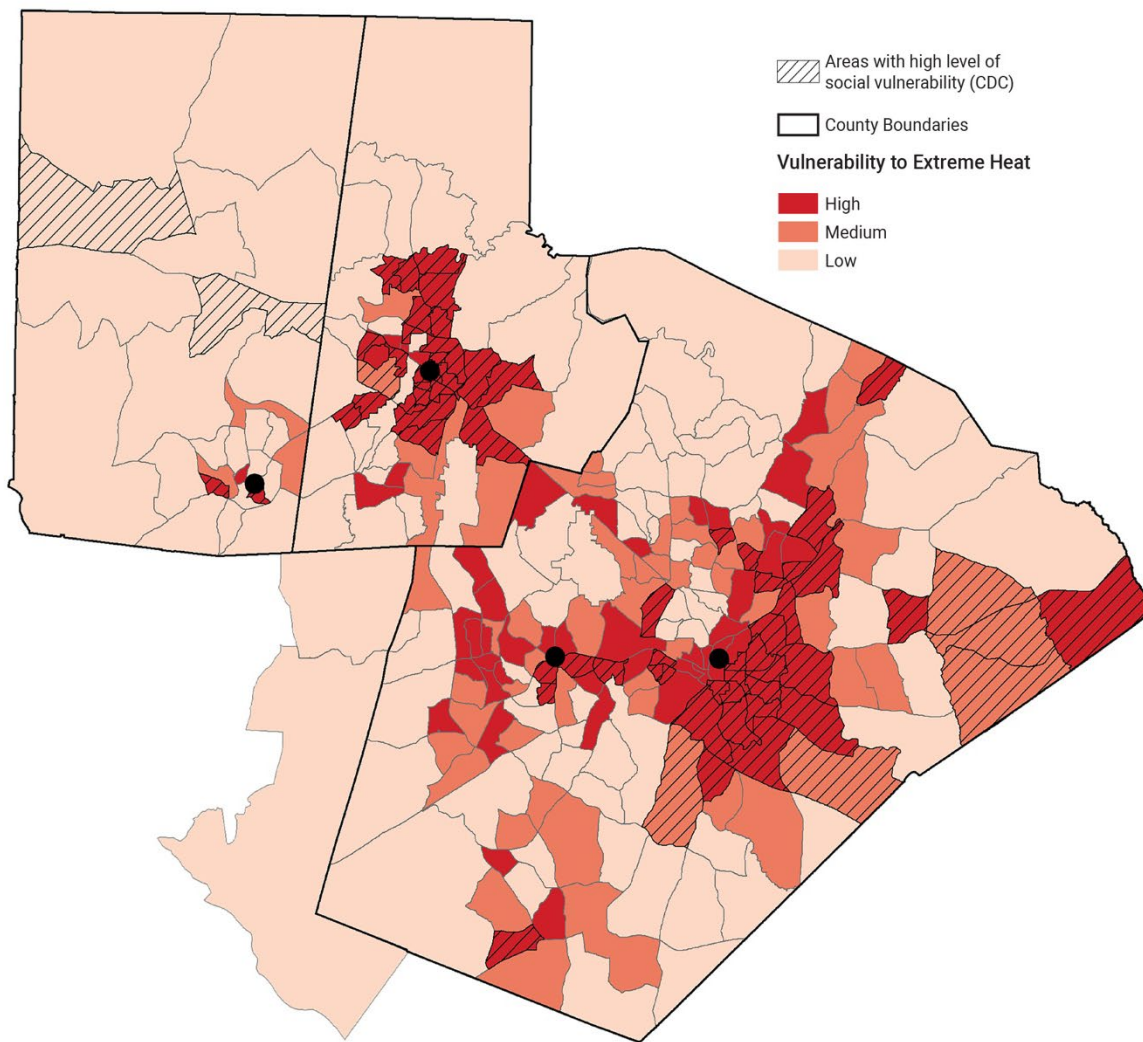 Areas with high level of
social vulnerability (CDC)
County Boundaries
Vulnerability to Extreme Heat
High
Medium
Low